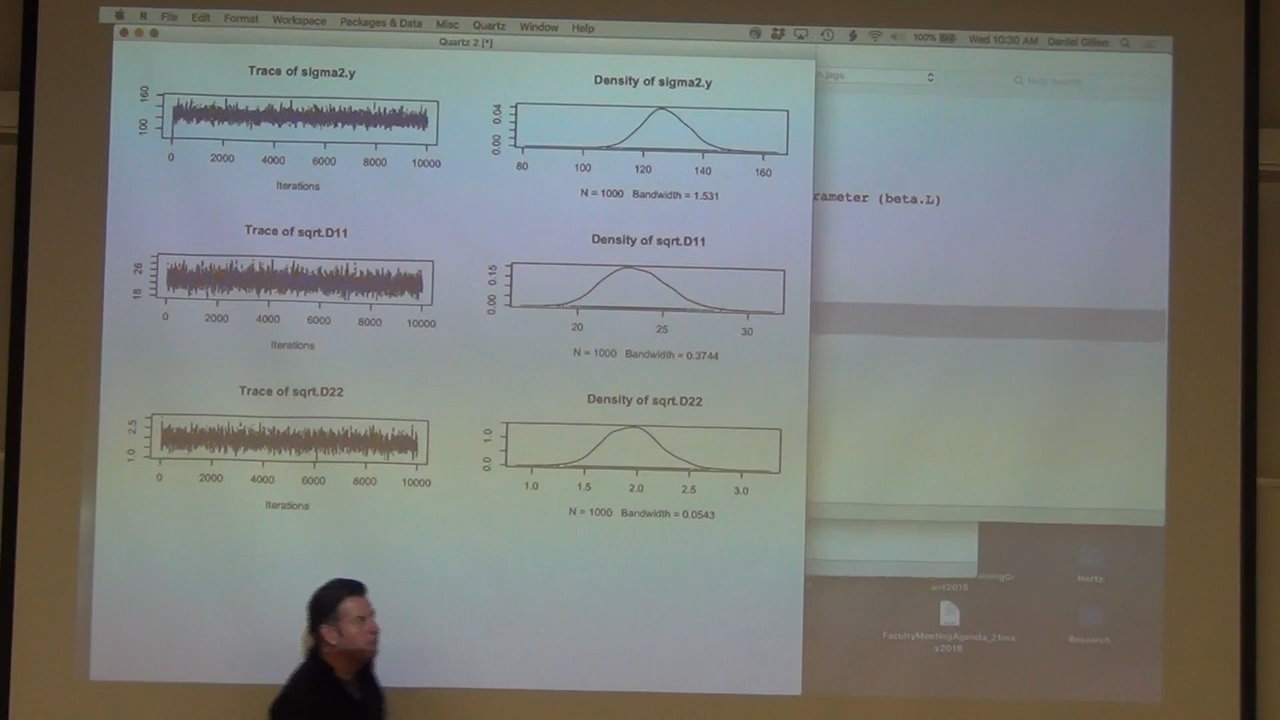 R File Edit Format Workspace Packages & Data Misc Quartz Window Help 100% Wed 10:30 AM Daniel Gillen
Quartz 2 [*]
Trace of sigma2.y
100 160
0 2000 4000 6000 8000 10000
Iterations
Density of sigma2.y
0.00 0.04
80 100 120 140 160
N = 1000 Bandwidth = 1.531
Trace of sqrt.D11
18 26
0 2000 4000 6000 8000 10000
Iterations
Density of sqrt.D11
0.00 0.15
20 25 30
N = 1000 Bandwidth = 0.3744
Trace of sqrt.D22
1.0 2.5
0 2000 4000 6000 8000 10000
Iterations
Density of sqrt.D22
0.0 1.0
1.0 1.5 2.0 2.5 3.0
N = 1000 Bandwidth = 0.0543
.jags
Help Search
rameter (beta.L)
ant2018
Hertz
FacultyMeetingAgenda_2
y2018
Research